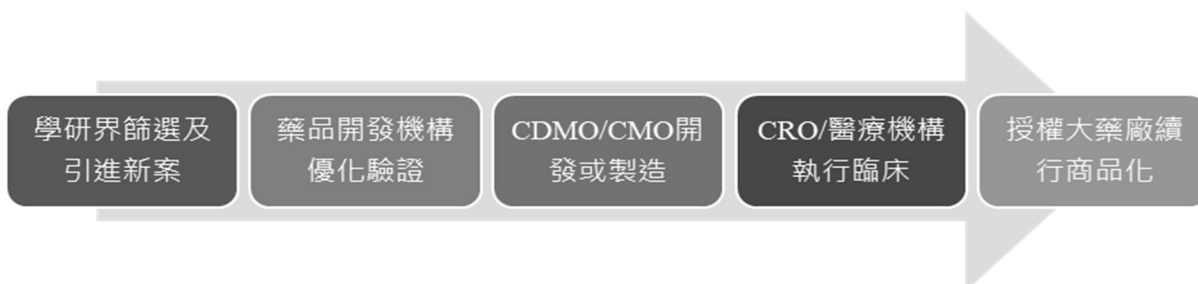 學研界篩選及
引進新案
藥品開發機構
優化驗證
CDMO/CMO開
發或製造
CRO/醫療機構
執行臨床
授權大藥廠續
行商品化